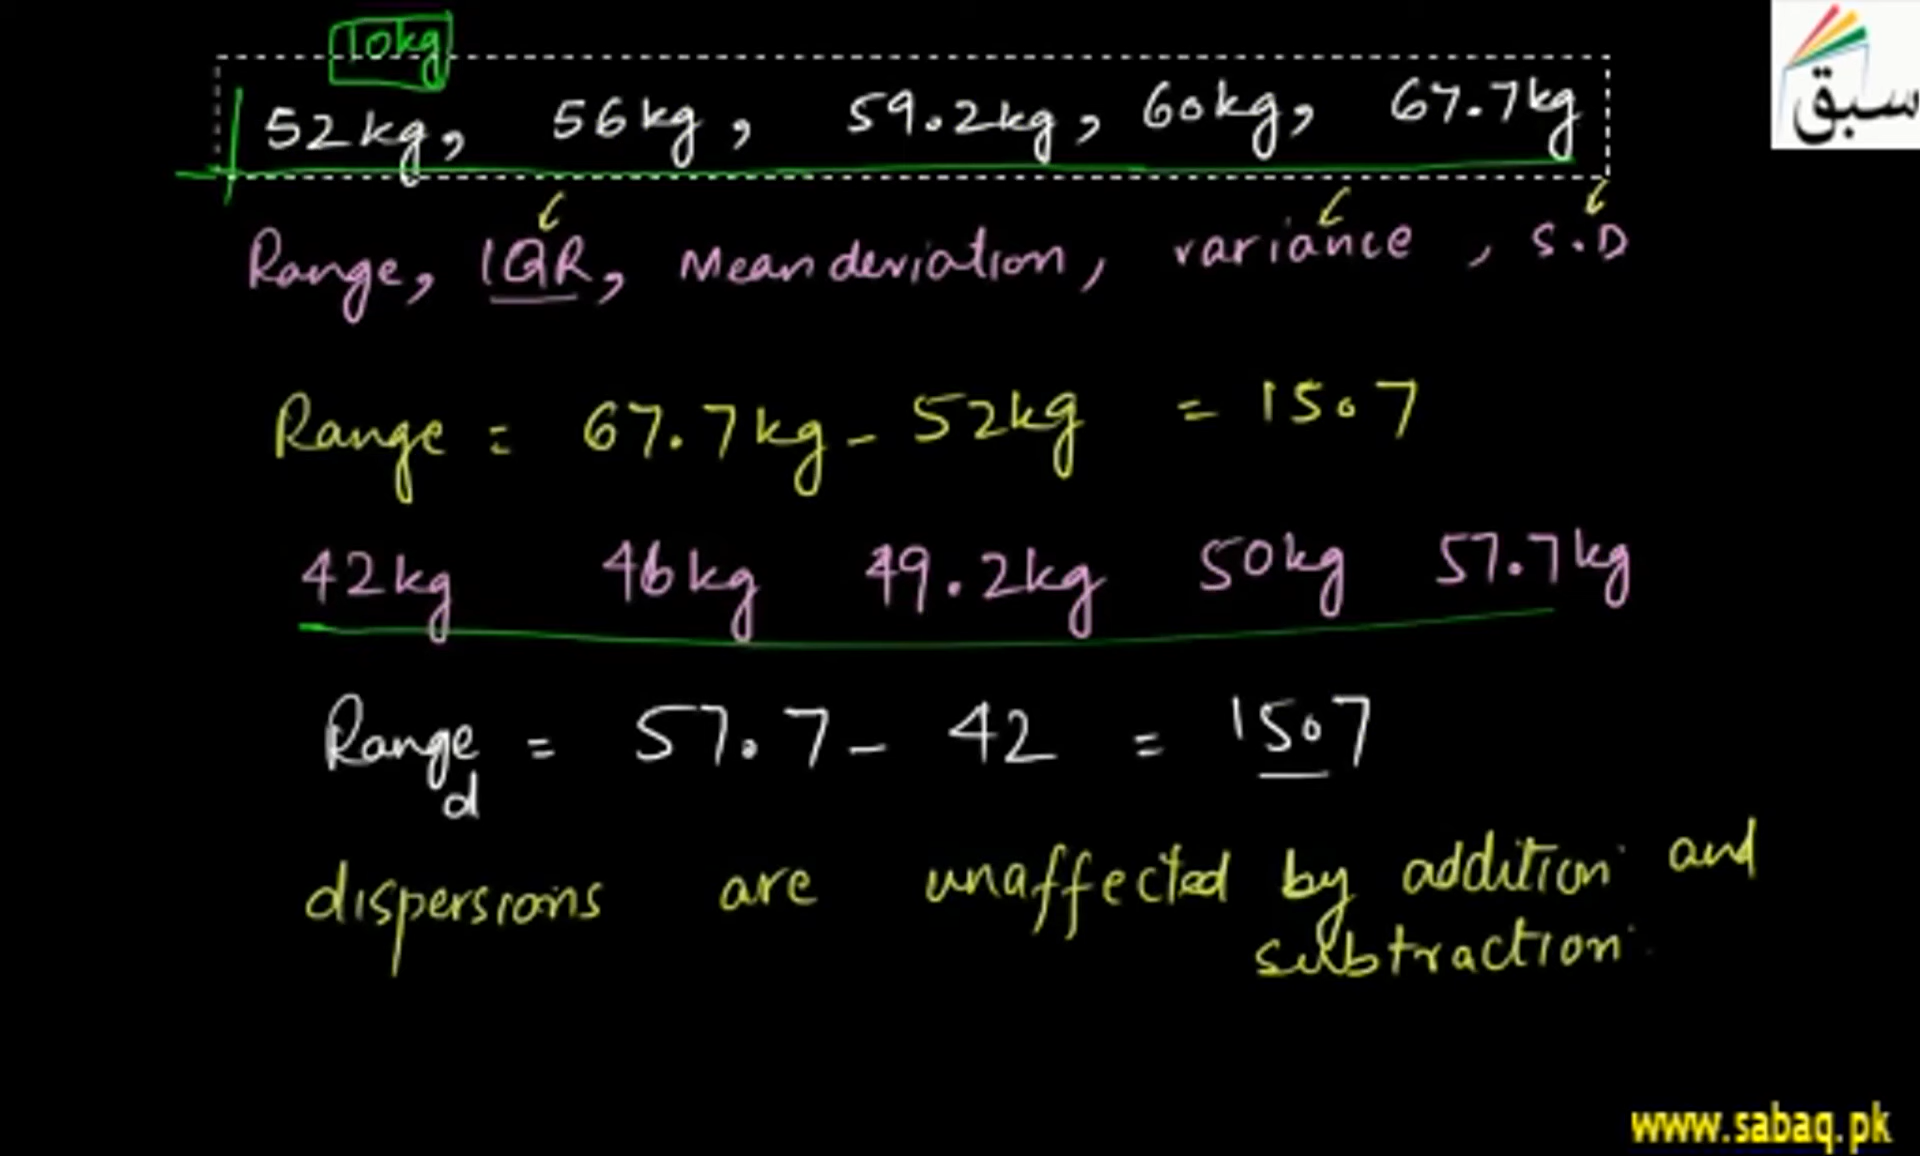 10kg
52kg, 56kg, 59.2kg, 60kg, 67.7kg
سبق
Range, IQR, Mean deviation, variance, S.D
Range = 67.7kg - 52kg = 15.7
42kg 46kg 49.2kg 50kg 57.7kg
Range d = 57.7 - 42 = 15.7
dispersions are unaffected by addition and
subtraction
www.sabaq.pk